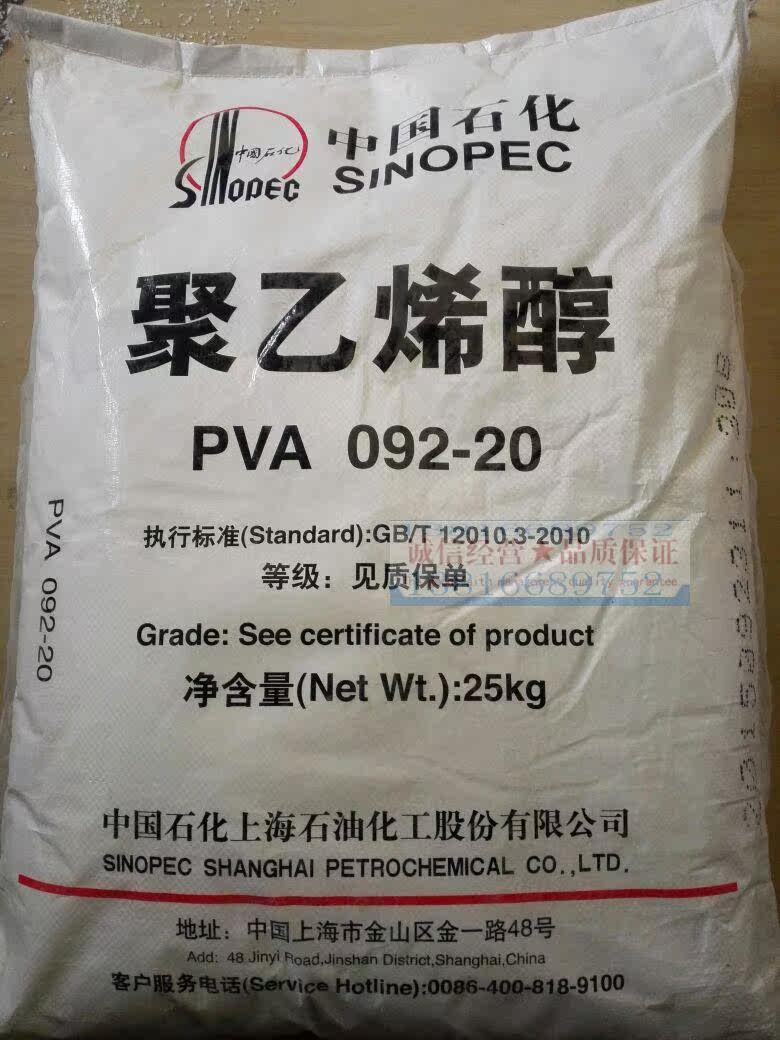 中国石化
SINOPEC
中国石化
SINOPEC
聚乙烯醇
PVA 092-20
PVA 092-20
执行标准(Standard):GB/T 12010.3-2010
诚信经营★品质保证
等级：见质保单
Grade: See certificate of product
净含量(Net Wt.):25kg
中国石化上海石油化工股份有限公司
SINOPEC SHANGHAI PETROCHEMICAL CO.,LTD.
地址：中国上海市金山区金一路48号
Add: 48 Jinyi Road,Jinshan District,Shanghai,China
客户服务电话(Service Hotline):0086-400-818-9100